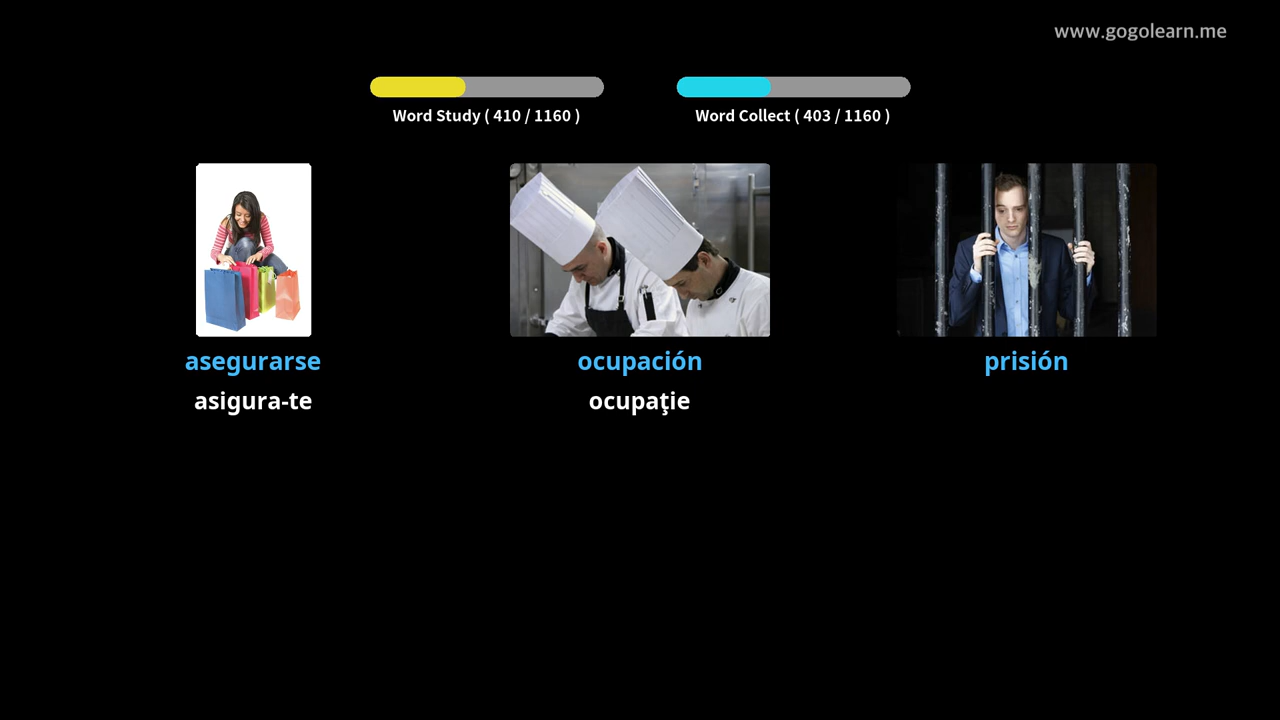 www.gogolearn.me
Word Study ( 410 / 1160 )
Word Collect ( 403 / 1160 )
asegurarse
ocupación
prisión
asigura-te
ocupaţie